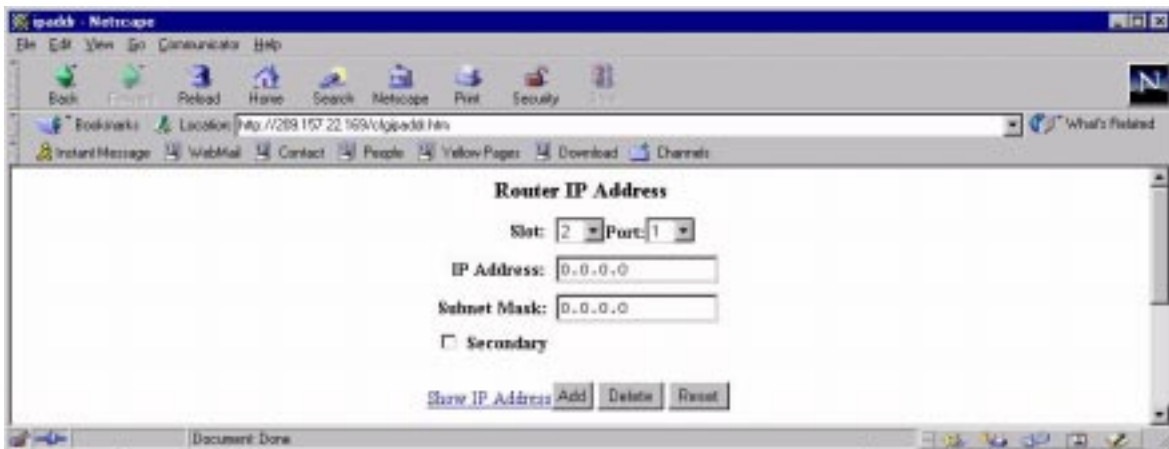 ipaddr - Netscape
File Edit View Go Communicator Help
Back Forward Reload Home Search Netscape Print Security Stop
Bookmarks Location: http://209.157.22.169/cfgipaddr.htm What's Related
Instant Message WebMail Contact People Yellow Pages Download Channels
Router IP Address
Slot: 2 Port: 1
IP Address: 0.0.0.0
Subnet Mask: 0.0.0.0
Secondary
Show IP Address Add Delete Reset
Document: Done